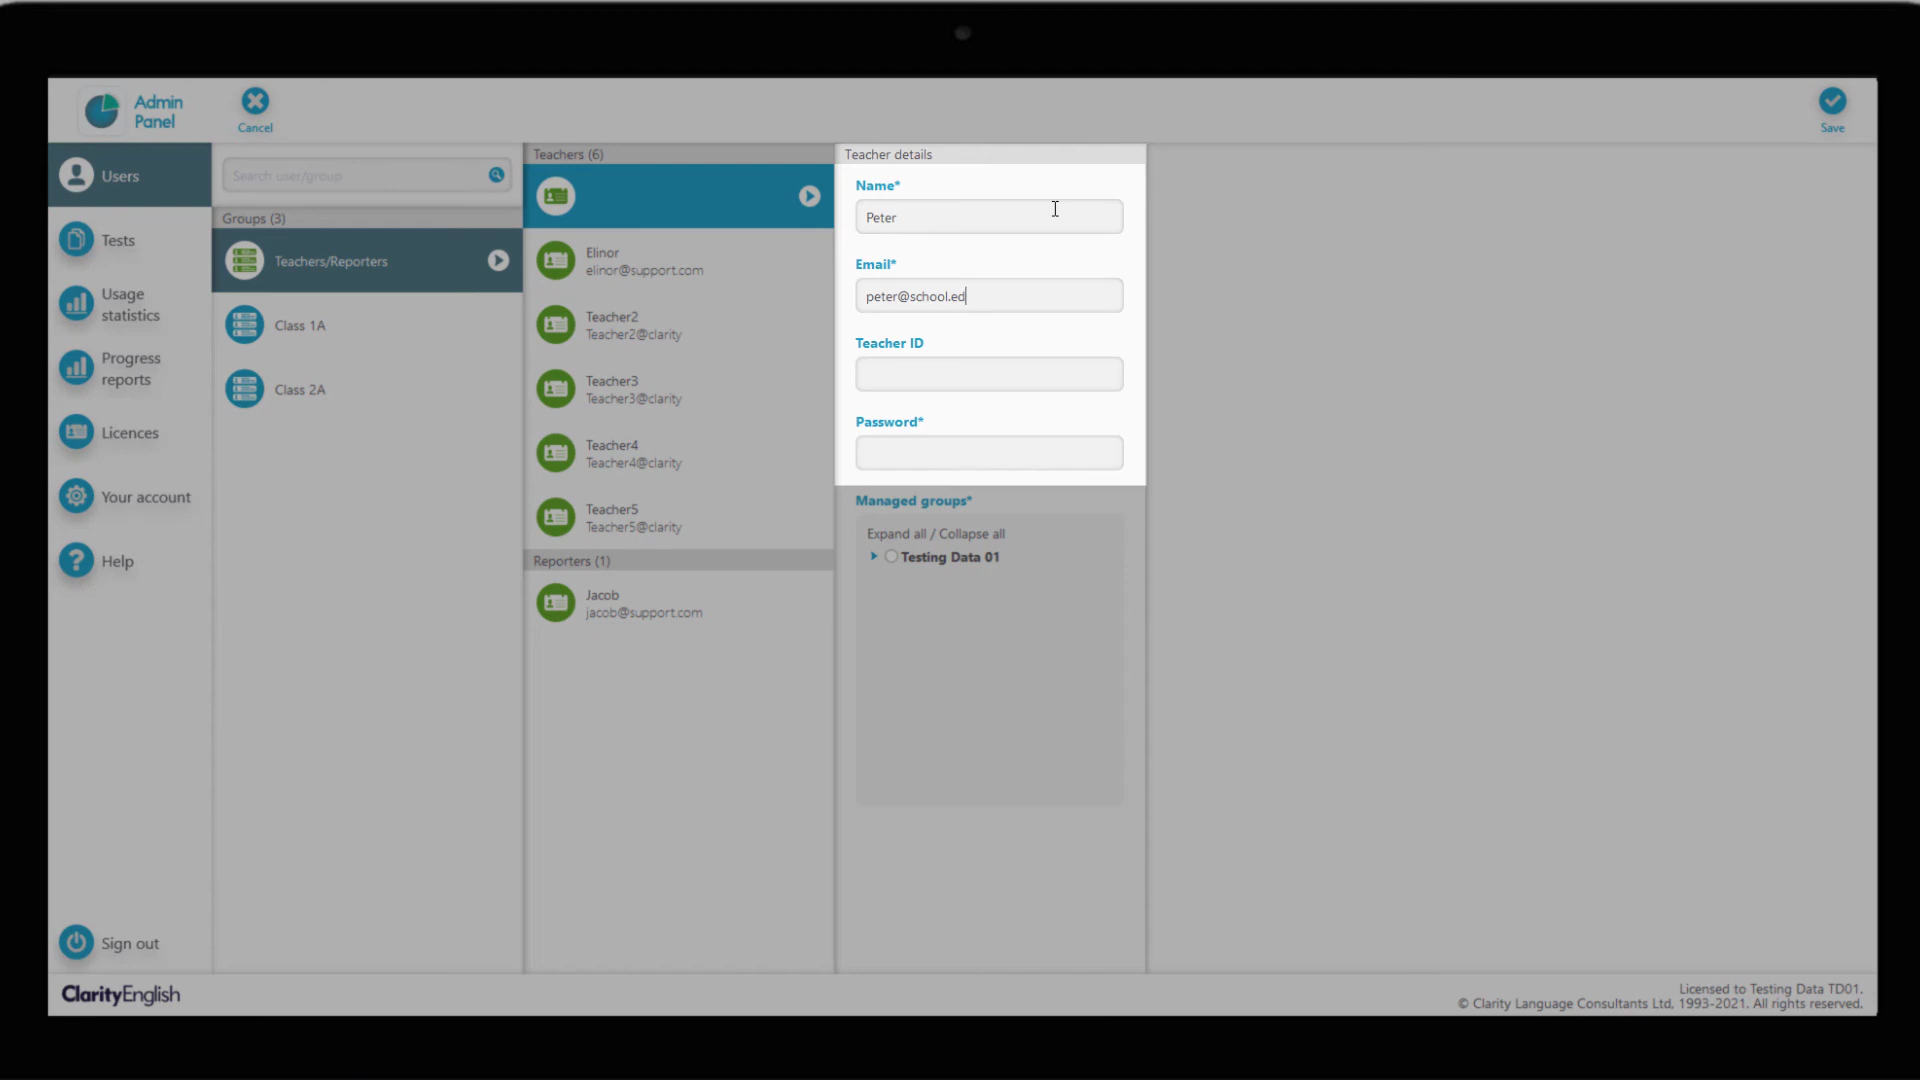 Admin
Panel
Cancel
Save
Users
Tests
Usage
statistics
Progress
reports
Licences
Your account
Help
Sign out
Search user/group
Groups (3)
Teachers/Reporters
Class 1A
Class 2A
Teachers (6)
Elinor
elinor@support.com
Teacher2
Teacher2@clarity
Teacher3
Teacher3@clarity
Teacher4
Teacher4@clarity
Teacher5
Teacher5@clarity
Reporters (1)
Jacob
jacob@support.com
Teacher details
Name*
Peter
Email*
peter@school.ed
Teacher ID
Password*
Managed groups*
Expand all / Collapse all
Testing Data 01
ClarityEnglish
Licensed to Testing Data TD01.
© Clarity Language Consultants Ltd, 1993-2021. All rights reserved.